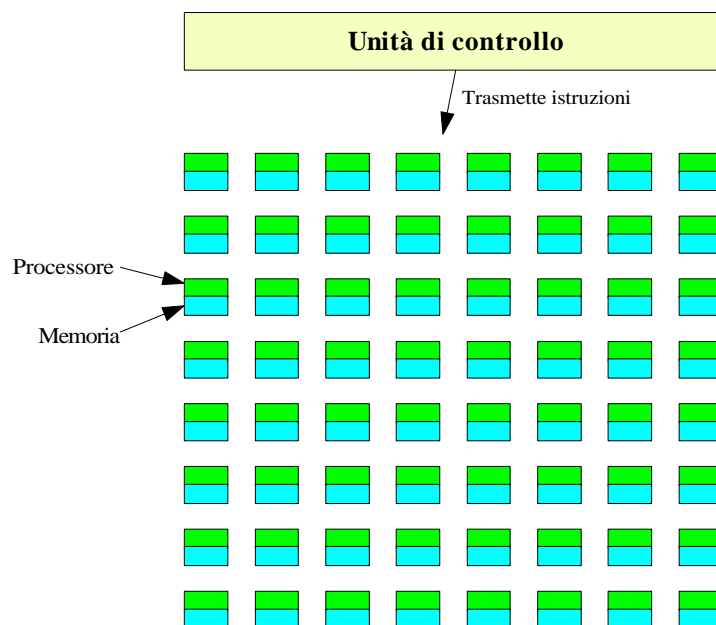 Unità di controllo
Trasmette istruzioni
Processore
Memoria